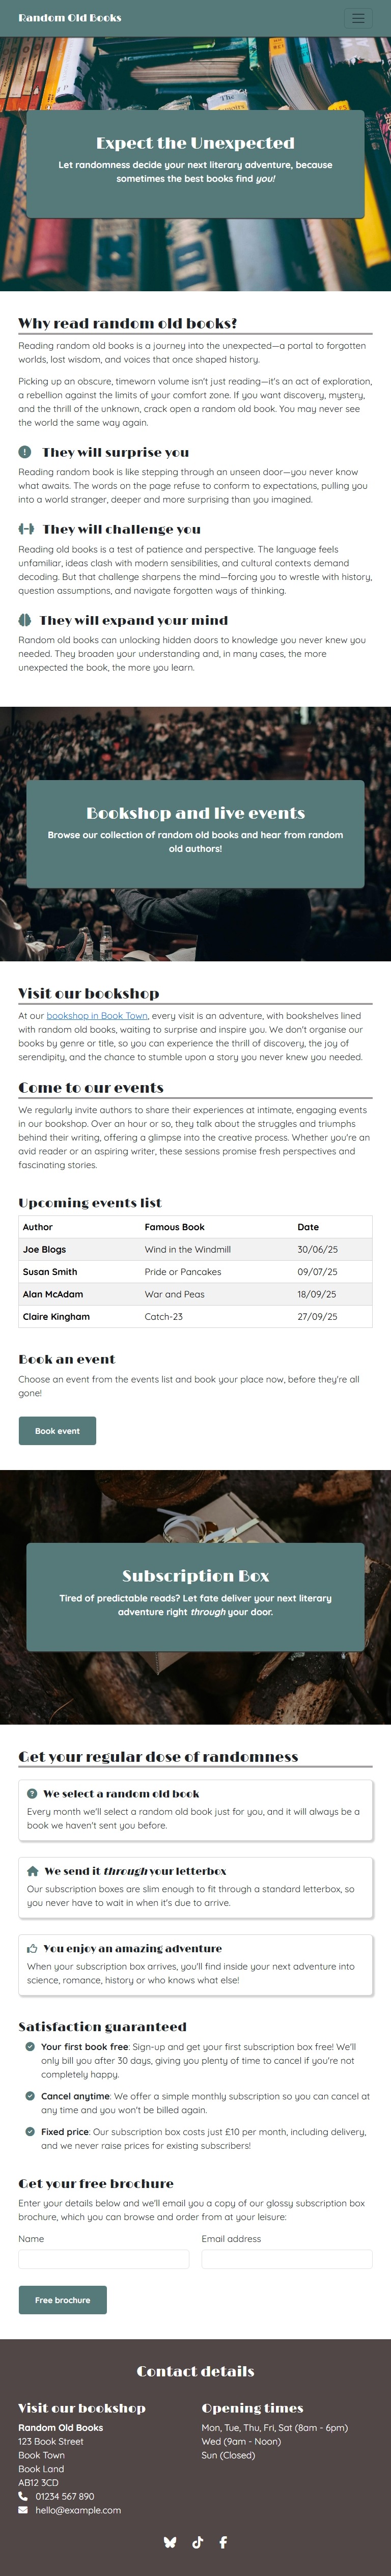 Random Old Books
The
Expect the Unexpected
Let randomness decide your next literary adventure, because
sometimes the best books find you!
Why read random old books?
Reading random old books is a journey into the unexpected—a portal to forgotten
worlds, lost wisdom, and voices that once shaped history.
Picking up an obscure, timeworn volume isn't just reading—it's an act of exploration,
a rebellion against the limits of your comfort zone. If you want discovery, mystery,
and the thrill of the unknown, crack open a random old book. You may never see
the world the same way again.
They will surprise you
Reading random book is like stepping through an unseen door—you never know
what awaits. The words on the page refuse to conform to expectations, pulling you
into a world stranger, deeper and more surprising than you imagined.
They will challenge you
Reading old books is a test of patience and perspective. The language feels
unfamiliar, ideas clash with modern sensibilities, and cultural contexts demand
decoding. But that challenge sharpens the mind—forcing you to wrestle with history,
question assumptions, and navigate forgotten ways of thinking.
They will expand your mind
Random old books can unlocking hidden doors to knowledge you never knew you
needed. They broaden your understanding and, in many cases, the more
unexpected the book, the more you learn.
Bookshop and live events
Browse our collection of random old books and hear from random
old authors!
Visit our bookshop
At our bookshop in Book Town, every visit is an adventure, with bookshelves lined
with random old books, waiting to surprise and inspire you. We don't organise our
books by genre or title, so you can experience the thrill of discovery, the joy of
serendipity, and the chance to stumble upon a story you never knew you needed.
Come to our events
We regularly invite authors to share their experiences at intimate, engaging events
in our bookshop. Over an hour or so, they talk about the struggles and triumphs
behind their writing, offering a glimpse into the creative process. Whether you're an
avid reader or an aspiring writer, these sessions promise fresh perspectives and
fascinating stories.
Upcoming events list
Author Famous Book Date
Joe Blogs Wind in the Windmill 30/06/25
Susan Smith Pride or Pancakes 09/07/25
Alan McAdam War and Peas 18/09/25
Claire Kingham Catch-23 27/09/25
Book an event
Choose an event from the events list and book your place now, before they're all
gone!
Book event
Subscription Box
Tired of predictable reads? Let fate deliver your next literary
adventure right through your door.
Get your regular dose of randomness
We select a random old book
Every month we'll select a random old book just for you, and it will always be a
book we haven't sent you before.
We send it through your letterbox
Our subscription boxes are slim enough to fit through a standard letterbox, so
you never have to wait in when it's due to arrive.
You enjoy an amazing adventure
When your subscription box arrives, you'll find inside your next adventure into
science, romance, history or who knows what else!
Satisfaction guaranteed
Your first book free: Sign-up and get your first subscription box free! We'll
only bill you after 30 days, giving you plenty of time to cancel if you're not
completely happy.
Cancel anytime: We offer a simple monthly subscription so you can cancel at
any time and you won't be billed again.
Fixed price: Our subscription box costs just £10 per month, including delivery,
and we never raise prices for existing subscribers!
Get your free brochure
Enter your details below and we'll email you a copy of our glossy subscription box
brochure, which you can browse and order from at your leisure:
Name Email address
Free brochure
Contact details
Visit our bookshop
Random Old Books
123 Book Street
Book Town
Book Land
AB12 3CD
01234 567 890
hello@example.com
Opening times
Mon, Tue, Thu, Fri, Sat (8am - 6pm)
Wed (9am - Noon)
Sun (Closed)